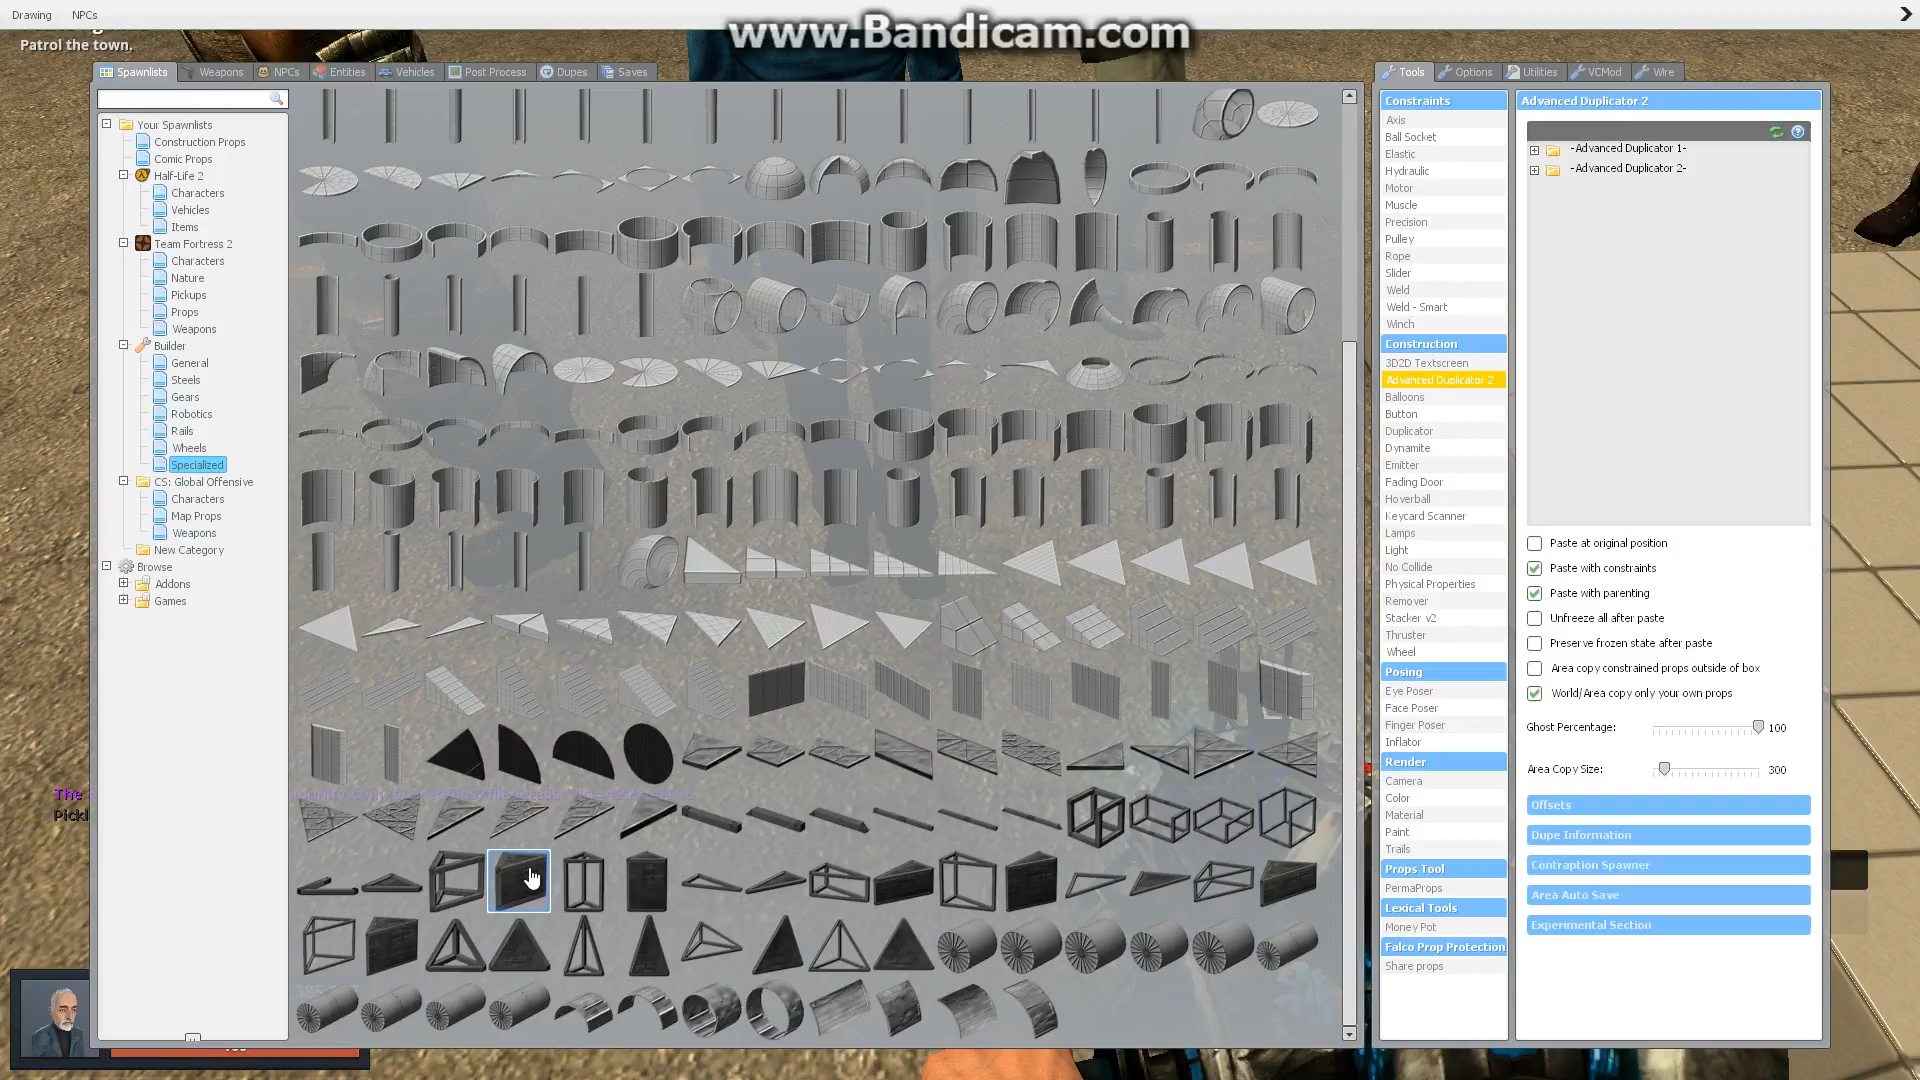 Drawing NPCs
www.Bandicam.com
Patrol the town.
Spawnlists Weapons NPCs Entities Vehicles Post Process Dupes Saves
Tools Options Utilities VCMod Wire
Your Spawnlists
Construction Props
Comic Props
Half-Life 2
Characters
Vehicles
Items
Team Fortress 2
Characters
Nature
Pickups
Props
Weapons
Builder
General
Steels
Gears
Robotics
Rails
Wheels
Specialized
CS: Global Offensive
Characters
Map Props
Weapons
New Category
Browse
Addons
Games
The
Constraints
Axis
Ball Socket
Elastic
Hydraulic
Motor
Muscle
Precision
Pulley
Rope
Slider
Weld
Weld - Smart
Winch
Construction
3D2D Textscreen
Advanced Duplicator 2
Balloons
Button
Duplicator
Dynamite
Emitter
Fading Door
Hoverball
Keycard Scanner
Lamps
Light
No Collide
Physical Properties
Remover
Stacker v2
Thruster
Wheel
Posing
Eye Poser
Face Poser
Finger Poser
Inflator
Render
Camera
Color
Material
Paint
Trails
Props Tool
PermaProps
Lexical Tools
Money Pot
Falco Prop Protection
Share props
Advanced Duplicator 2
-Advanced Duplicator 1-
-Advanced Duplicator 2-
Paste at original position
Paste with constraints
Paste with parenting
Unfreeze all after paste
Preserve frozen state after paste
Area copy constrained props outside of box
World/Area copy only your own props
Ghost Percentage: 100
Area Copy Size: 300
Offsets
Dupe Information
Contraption Spawner
Area Auto Save
Experimental Section